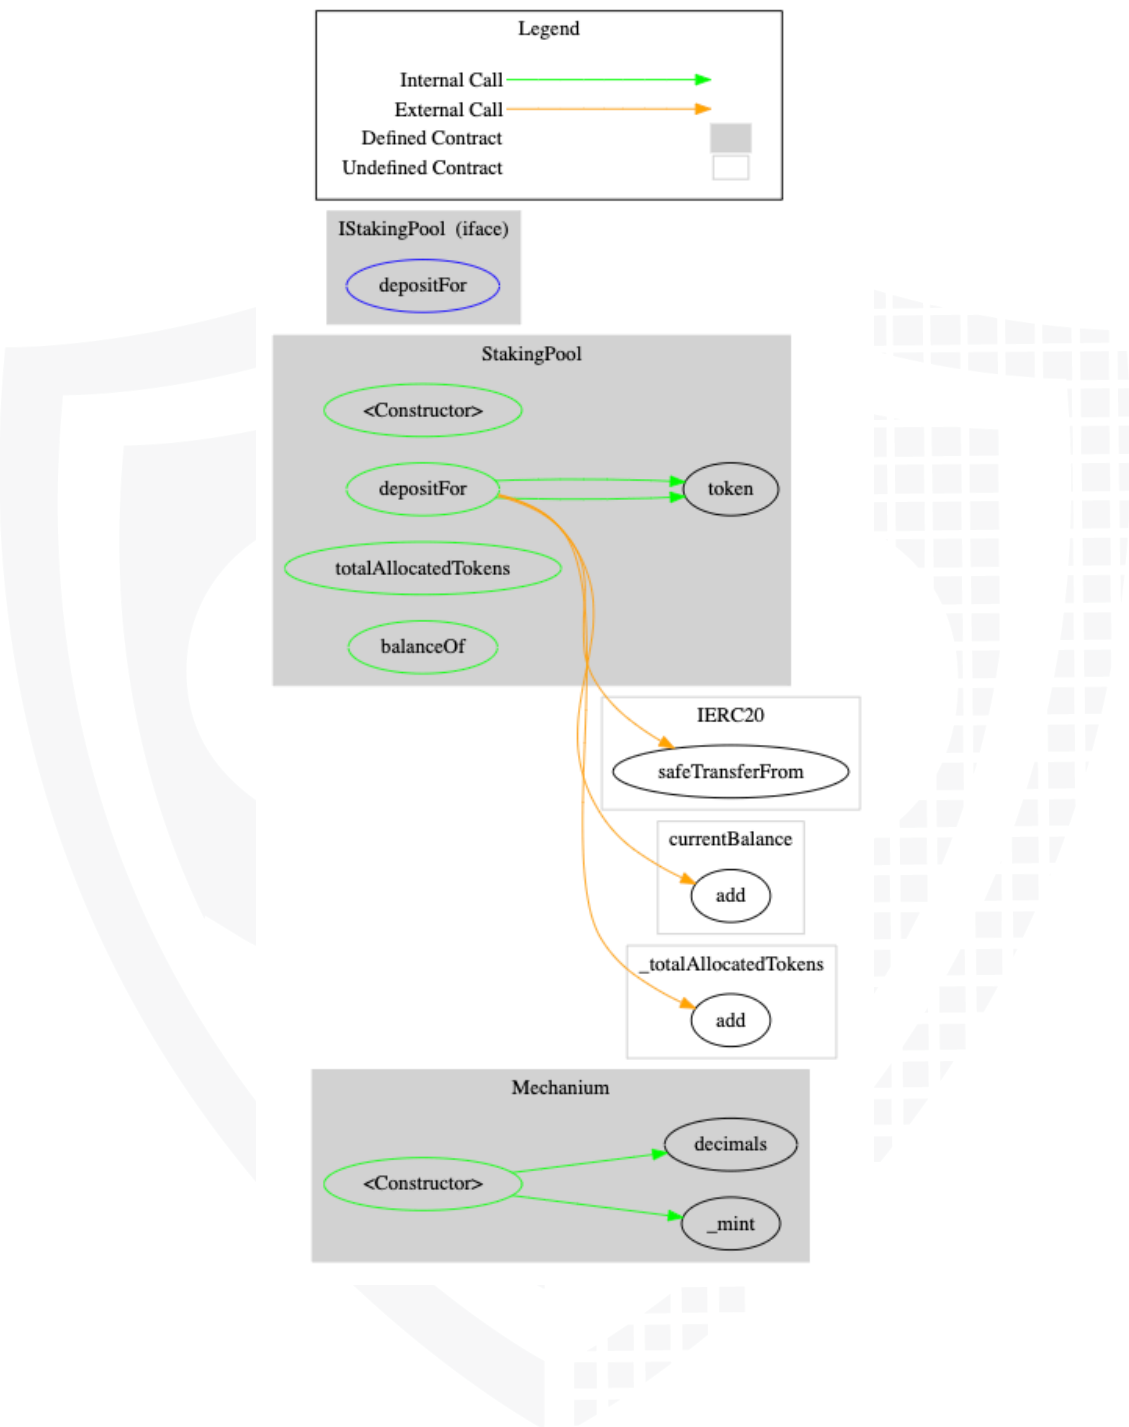 Legend
Internal Call
External Call
Defined Contract
Undefined Contract
IStakingPool (iface)
depositFor
StakingPool
<Constructor>
depositFor
token
totalAllocatedTokens
balanceOf
IERC20
safeTransferFrom
currentBalance
add
_totalAllocatedTokens
add
Mechanium
decimals
<Constructor>
_mint